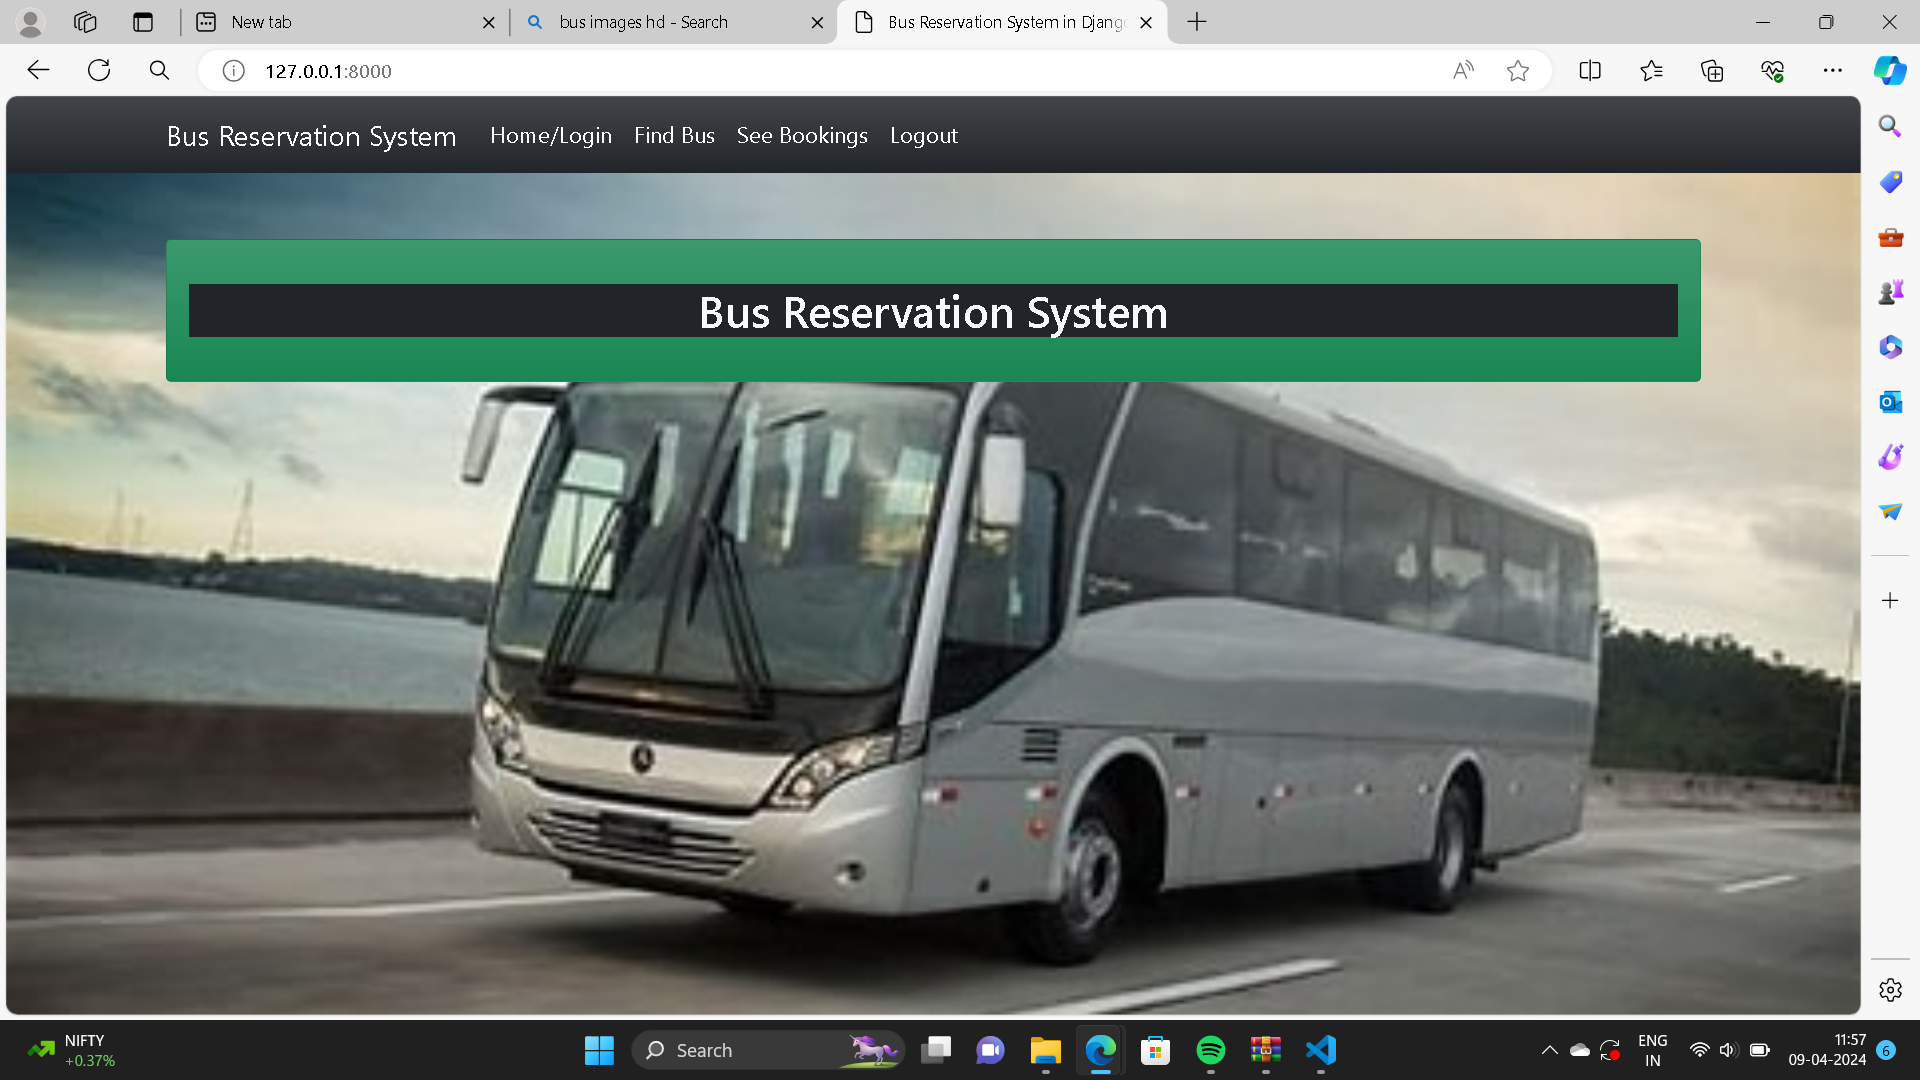 New tab
bus images hd - Search
Bus Reservation System in Djang
127.0.0.1:8000
Bus Reservation System Home/Login Find Bus See Bookings Logout
Bus Reservation System
NIFTY
+0.37%
Search
ENG
IN
11:57
09-04-2024
6